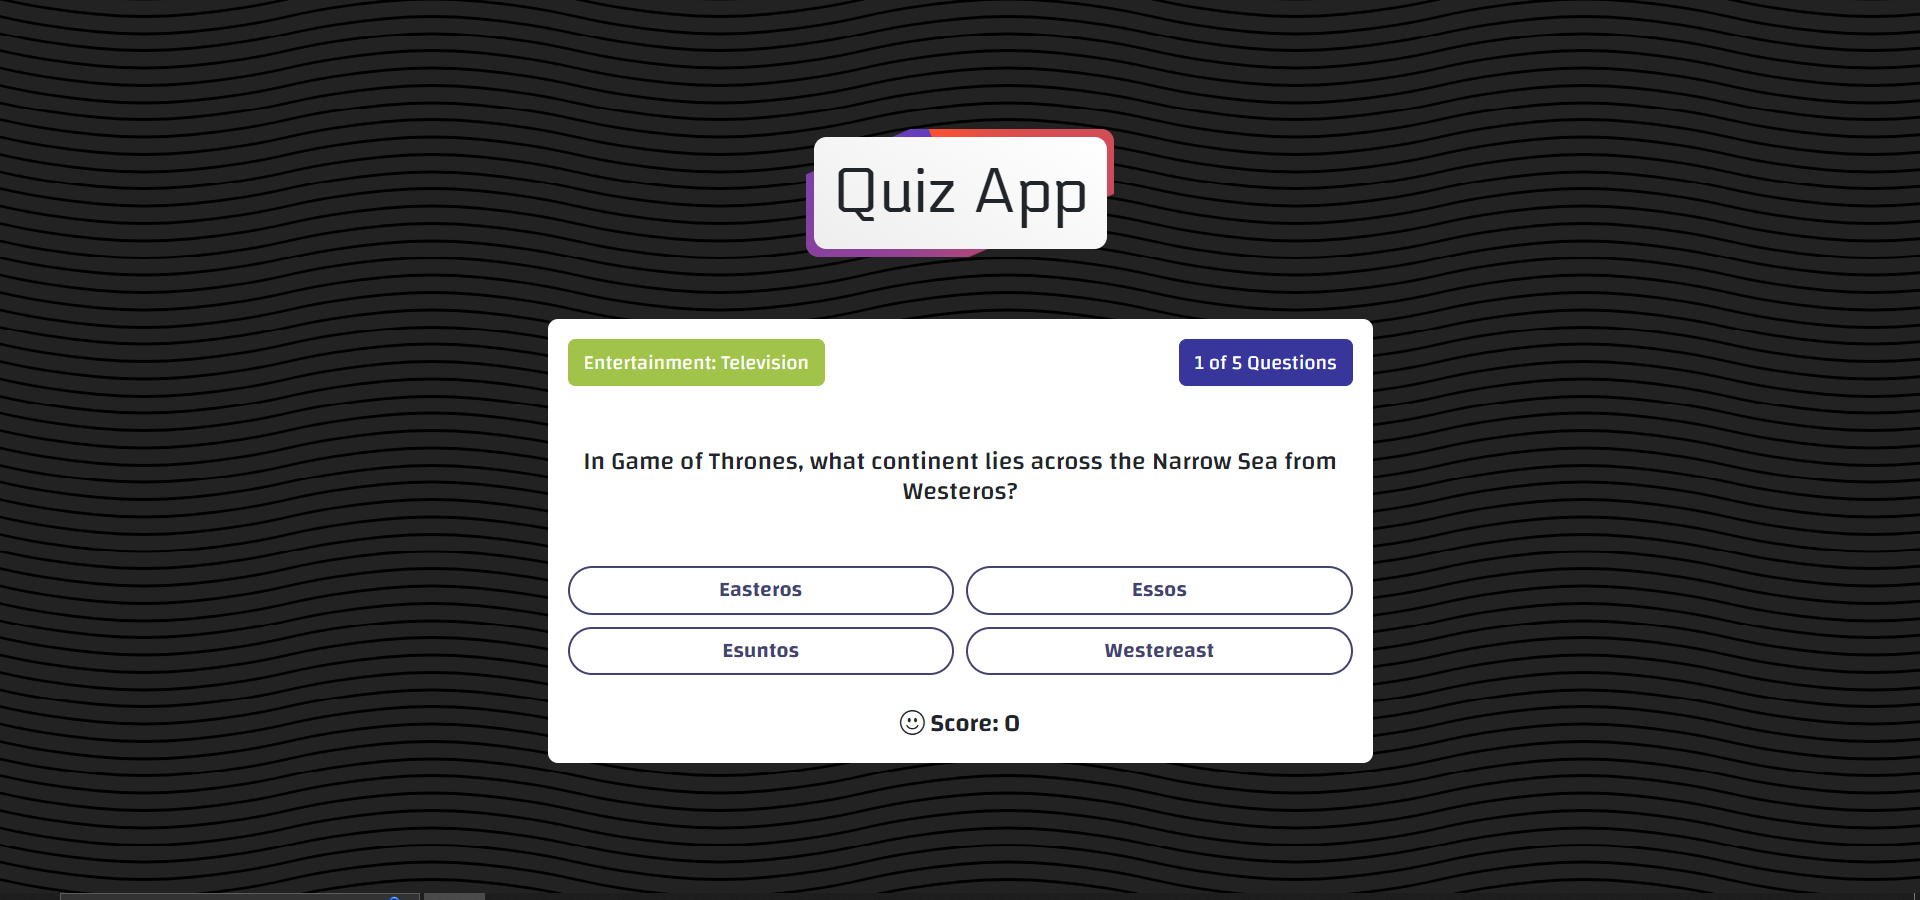 Quiz App
Entertainment: Television
1 of 5 Questions
In Game of Thrones, what continent lies across the Narrow Sea from
Westeros?
Easteros
Essos
Esuntos
Westereast
Score: 0